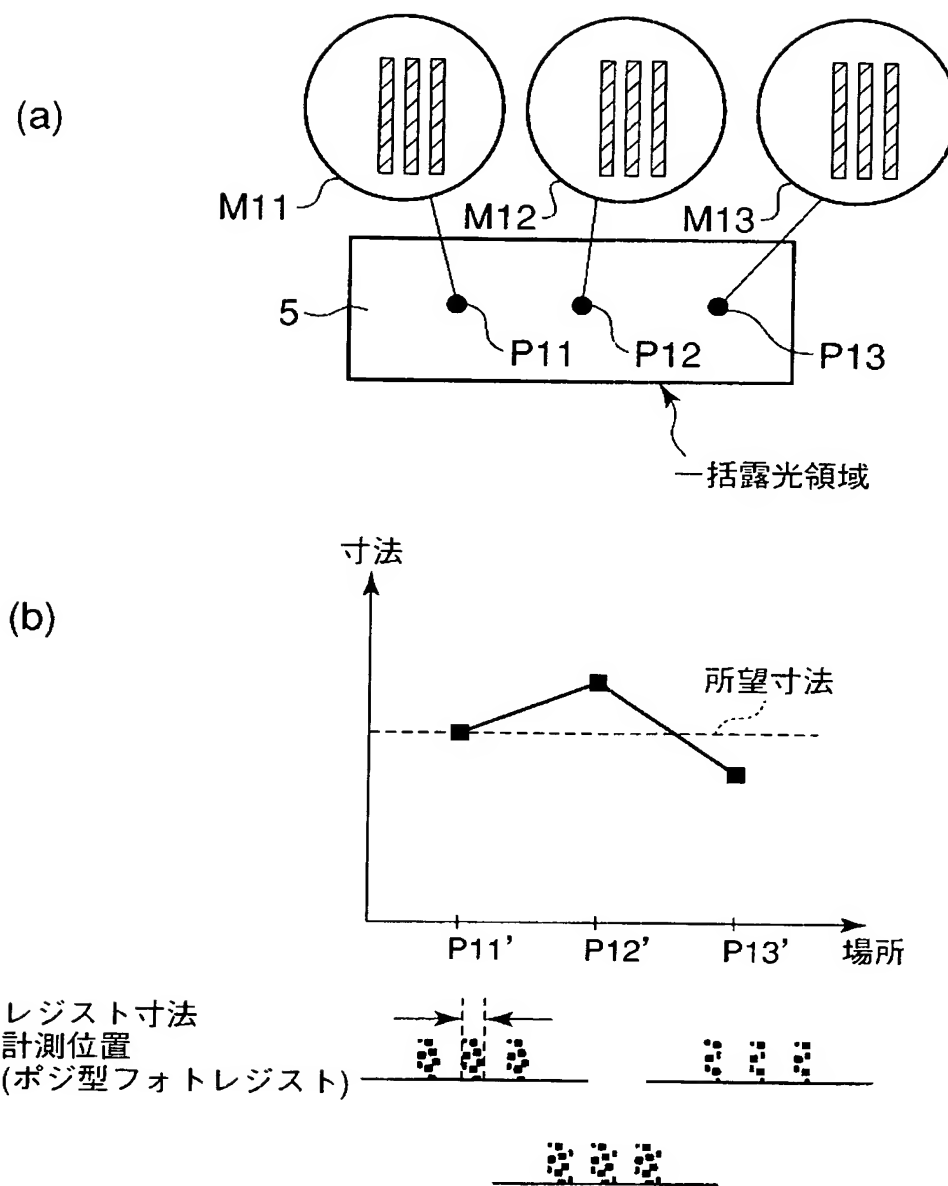 (a)
M11
M12
M13
5
P11
P12
P13
一括露光領域
(b)
寸法
所望寸法
P11'
P12'
P13'
場所
レジスト寸法
計測位置
(ポジ型フォトレジスト)